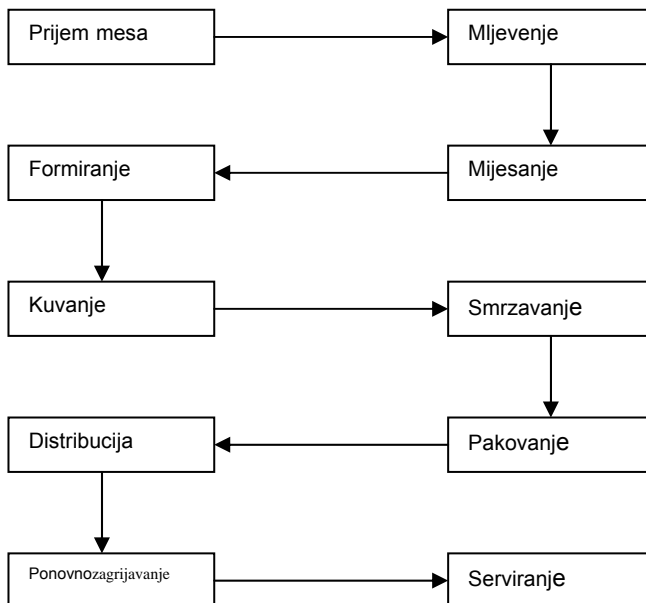 Prijem mesa
Mljevenje
Formiranje
Mijesanje
Kuvanje
Smrzavanje
Distribucija
Pakovanje
Ponovnozagrijavanje
Serviranje